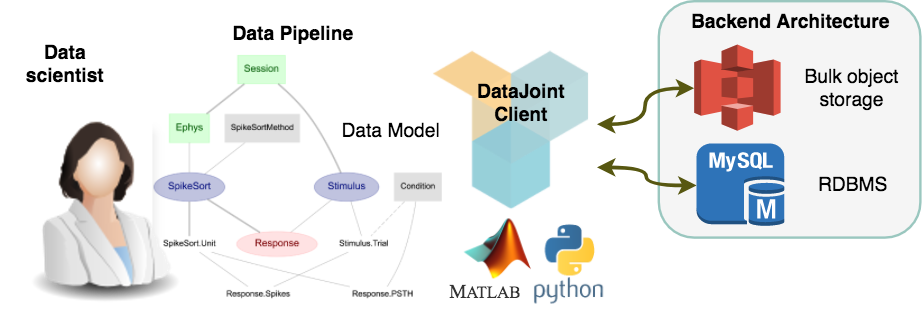 Data
scientist
Data Pipeline
Session
Ephys
SpikeSortMethod
Data Model
SpikeSort
Stimulus
Condition
SpikeSort.Unit
Response
Stimulus.Trial
Response.Spikes
Response.PSTH
DataJoint
Client
MATLAB
python
Backend Architecture
Bulk object
storage
MySQL
M
RDBMS